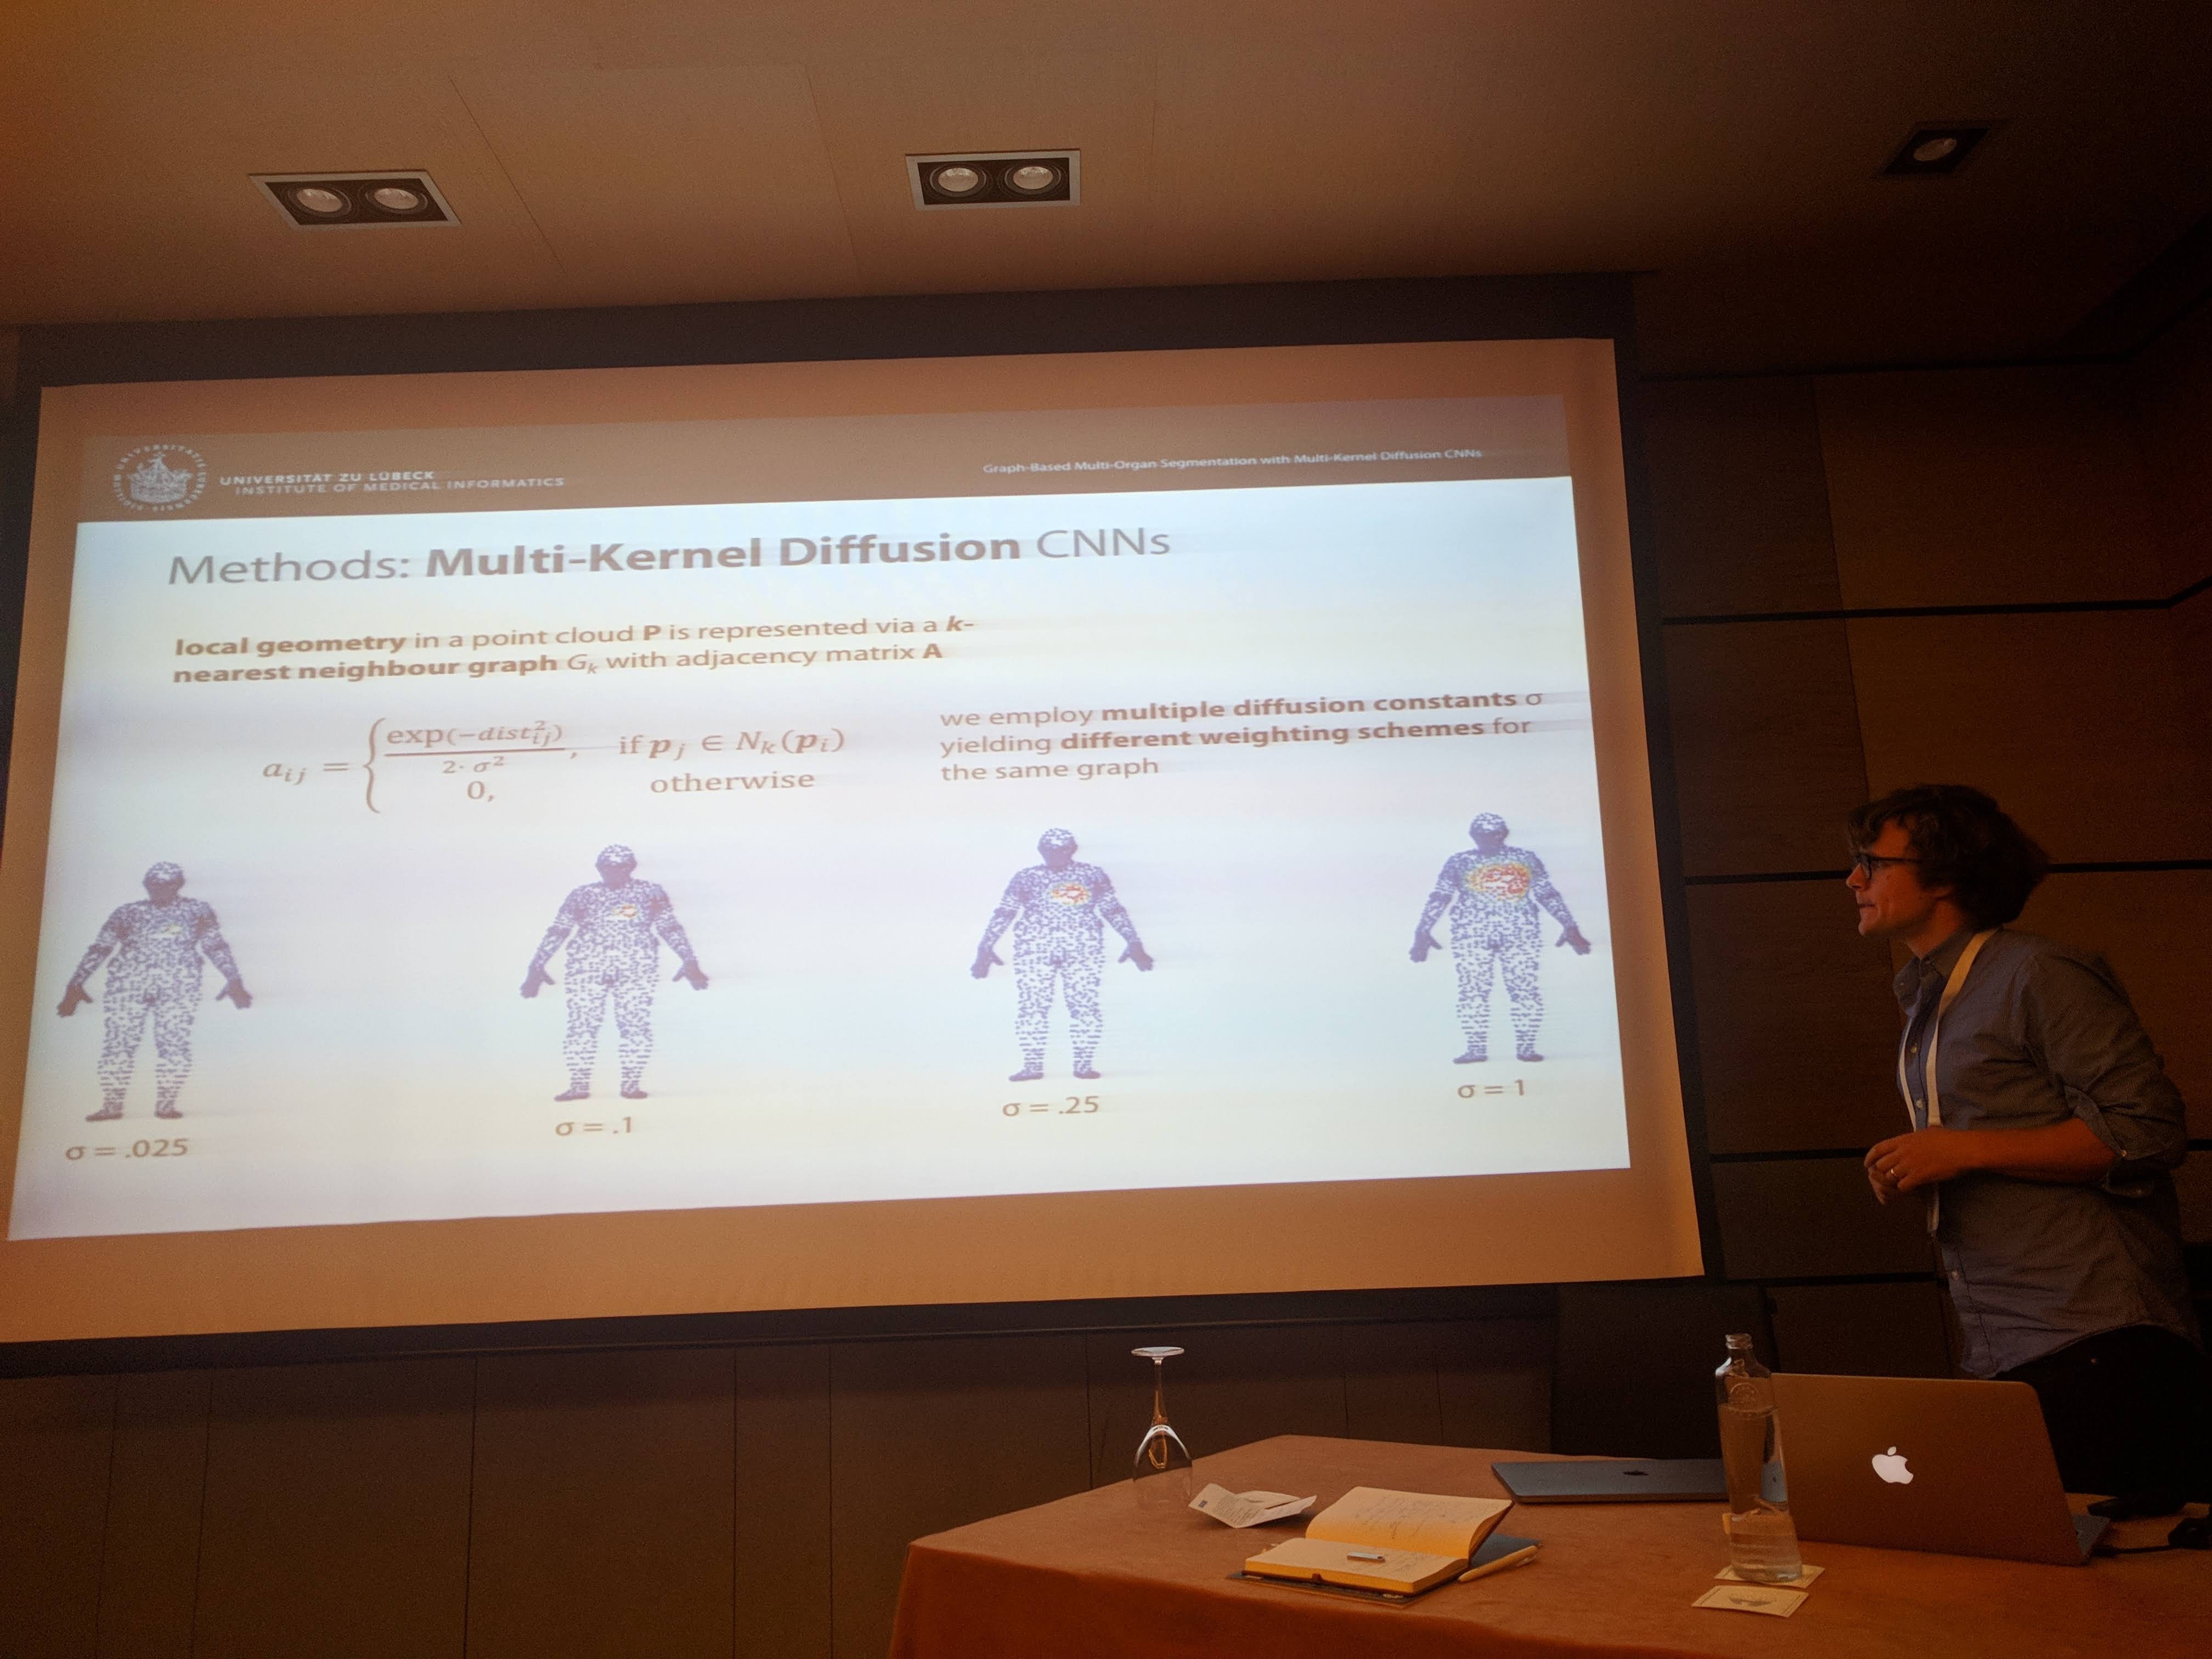 UNIVERSITÄT ZU LÜBECK
INSTITUTE OF MEDICAL INFORMATICS
Graph-Based Multi-Organ Segmentation with Multi-Kernel Diffusion CNNs
Methods: Multi-Kernel Diffusion CNNs
local geometry in a point cloud P is represented via a k-
nearest neighbour graph Gₖ with adjacency matrix A
aᵢⱼ = { exp(−dist²ᵢⱼ) / 2· σ², if pⱼ ∈ Nₖ(pᵢ)
0, otherwise
we employ multiple diffusion constants σ
yielding different weighting schemes for
the same graph
σ = .025
σ = .1
σ = .25
σ = 1